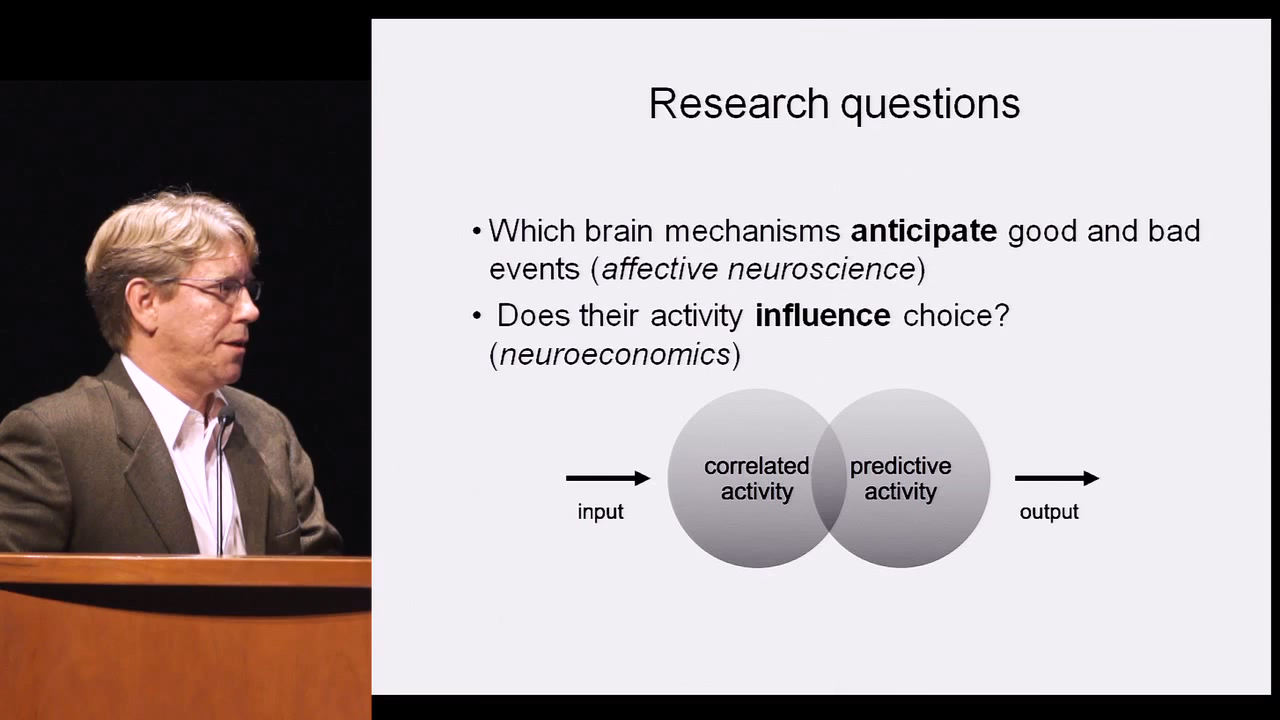 Research questions
• Which brain mechanisms anticipate good and bad
events (affective neuroscience)
• Does their activity influence choice?
(neuroeconomics)
correlated
activity
predictive
activity
input
output